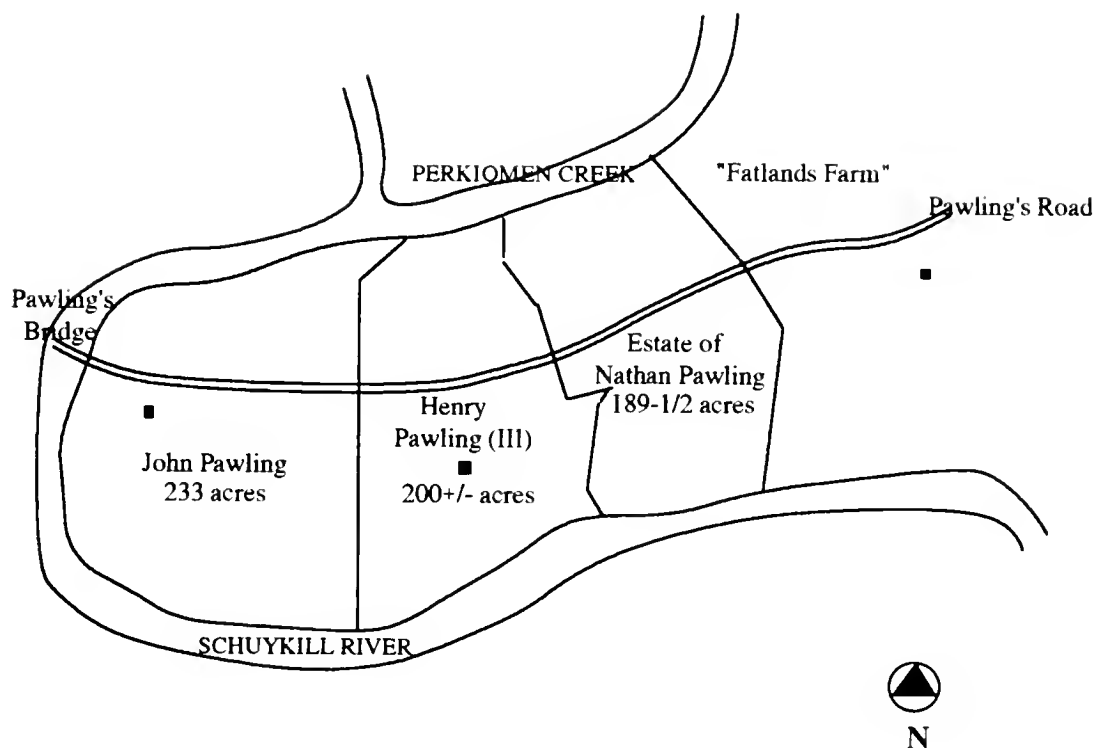 PERKIOMEN CREEK
"Fatlands Farm"
Pawling's Road
Pawling's
Bridge
Estate of
Nathan Pawling
189-1/2 acres
Henry
Pawling (III)
200+/- acres
John Pawling
233 acres
SCHUYKILL RIVER
N